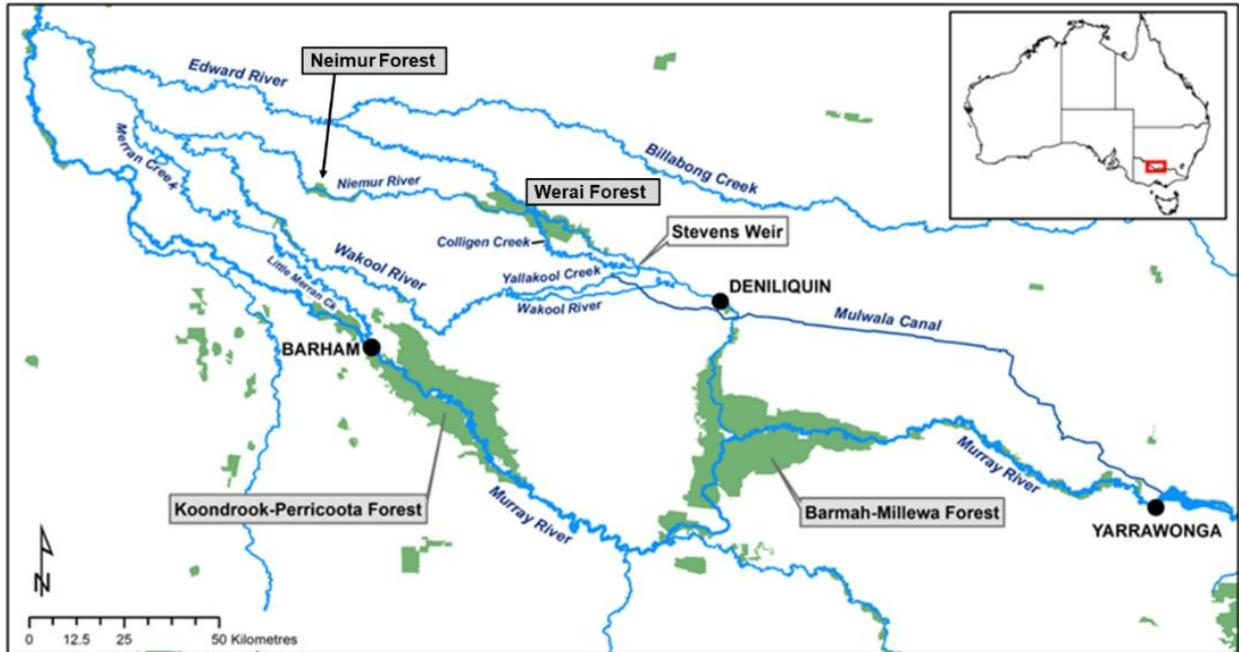 Neimur Forest
Edward River
Merran Creek
Niemur River
Billabong Creek
Werai Forest
Colligen Creek
Stevens Weir
Wakool River
Yallakool Creek
Little Merran Ck
Wakool River
DENILIQUIN
Mulwala Canal
BARHAM
Koondrook-Perricoota Forest
Murray River
Barmah-Millewa Forest
Murray River
YARRAWONGA
N
0 12.5 25 50 Kilometres